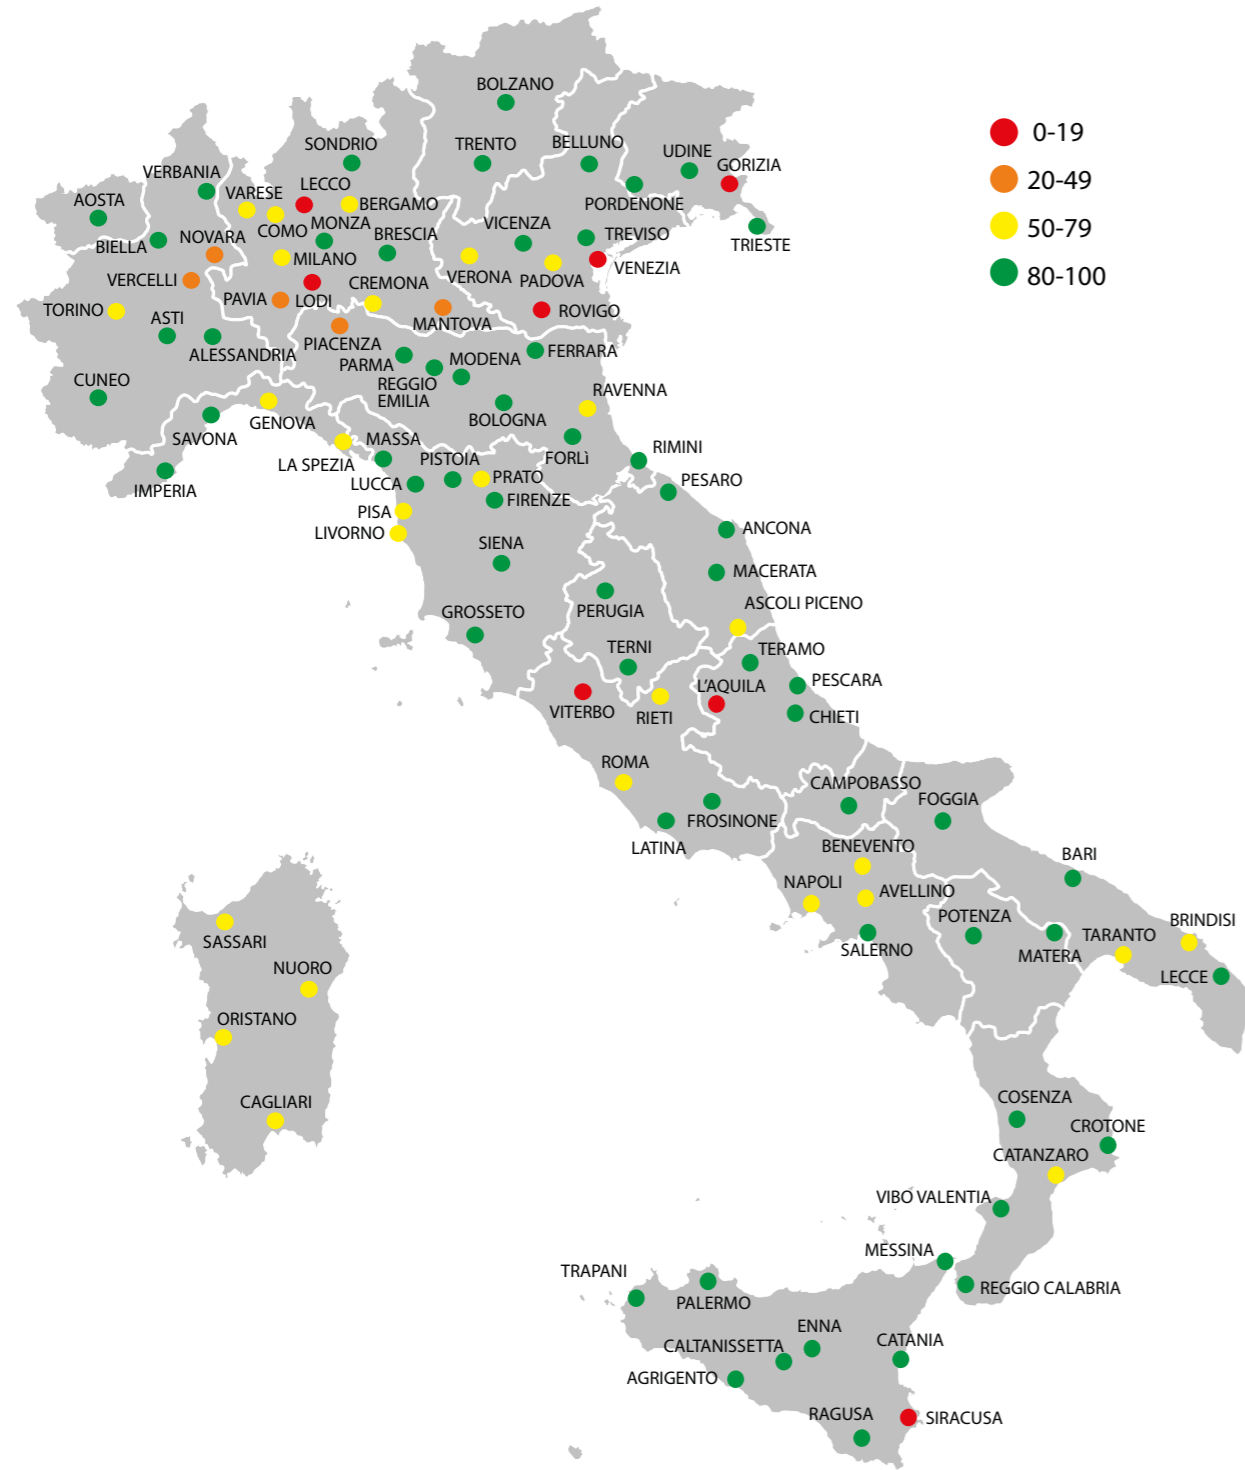 BOLZANO
0-19
SONDRIO
TRENTO
BELLUNO
UDINE
GORIZIA
VERBANIA
20-49
AOSTA
VARESE
LECCO
BERGAMO
PORDENONE
50-79
COMO
MONZA
BRESCIA
VICENZA
TREVISO
TRIESTE
BIELLA
NOVARA
MILANO
VENEZIA
80-100
VERCELLI
CREMONA
VERONA
PADOVA
PAVIA
LODI
TORINO
ASTI
MANTOVA
ROVIGO
ALESSANDRIA
PIACENZA
PARMA
MODENA
FERRARA
CUNEO
REGGIO
EMILIA
RAVENNA
GENOVA
BOLOGNA
SAVONA
MASSA
LA SPEZIA
PISTOIA
FORLì
RIMINI
IMPERIA
LUCCA
PRATO
PESARO
FIRENZE
PISA
LIVORNO
ANCONA
SIENA
MACERATA
GROSSETO
PERUGIA
ASCOLI PICENO
TERNI
TERAMO
L'AQUILA
PESCARA
VITERBO
RIETI
CHIETI
ROMA
CAMPOBASSO
FOGGIA
FROSINONE
LATINA
BENEVENTO
BARI
NAPOLI
AVELLINO
POTENZA
BRINDISI
SASSARI
SALERNO
MATERA
TARANTO
NUORO
LECCE
ORISTANO
CAGLIARI
COSENZA
CROTONE
CATANZARO
VIBO VALENTIA
MESSINA
TRAPANI
REGGIO CALABRIA
PALERMO
ENNA
CALTANISSETTA
CATANIA
AGRIGENTO
RAGUSA
SIRACUSA